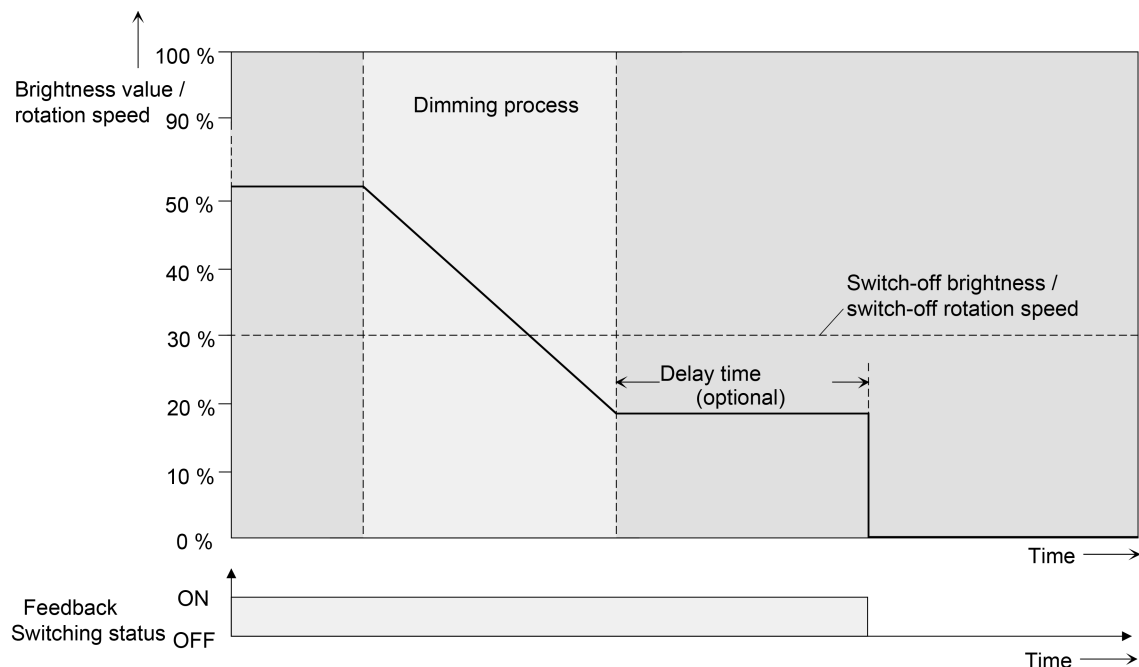 100 %
Brightness value /
rotation speed
90 %
Dimming process
50 %
40 %
Switch-off brightness /
switch-off rotation speed
30 %
Delay time
(optional)
20 %
10 %
0 %
Time
Feedback
Switching status
ON
OFF
Time